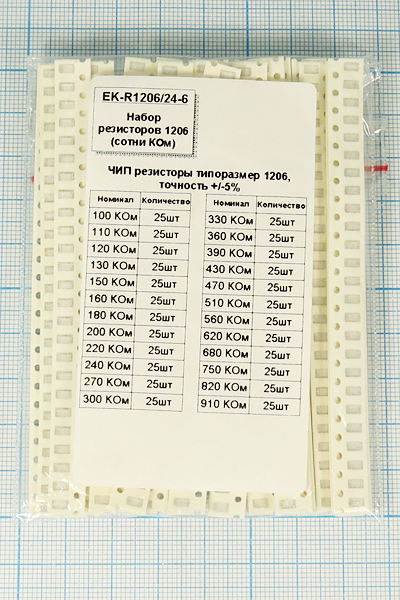 EK-R1206/24-6
Набор
резисторов 1206
(сотни КОм)
ЧИП резисторы типоразмер 1206,
точность +/-5%
Номинал Количество
100 КОм 25шт
110 КОм 25шт
120 КОм 25шт
130 КОм 25шт
150 КОм 25шт
160 КОм 25шт
180 КОм 25шт
200 КОм 25шт
220 КОм 25шт
240 КОм 25шт
270 КОм 25шт
300 КОм 25шт
Номинал Количество
330 КОм 25шт
360 КОм 25шт
390 КОм 25шт
430 КОм 25шт
470 КОм 25шт
510 КОм 25шт
560 КОм 25шт
620 КОм 25шт
680 КОм 25шт
750 КОм 25шт
820 КОм 25шт
910 КОм 25шт